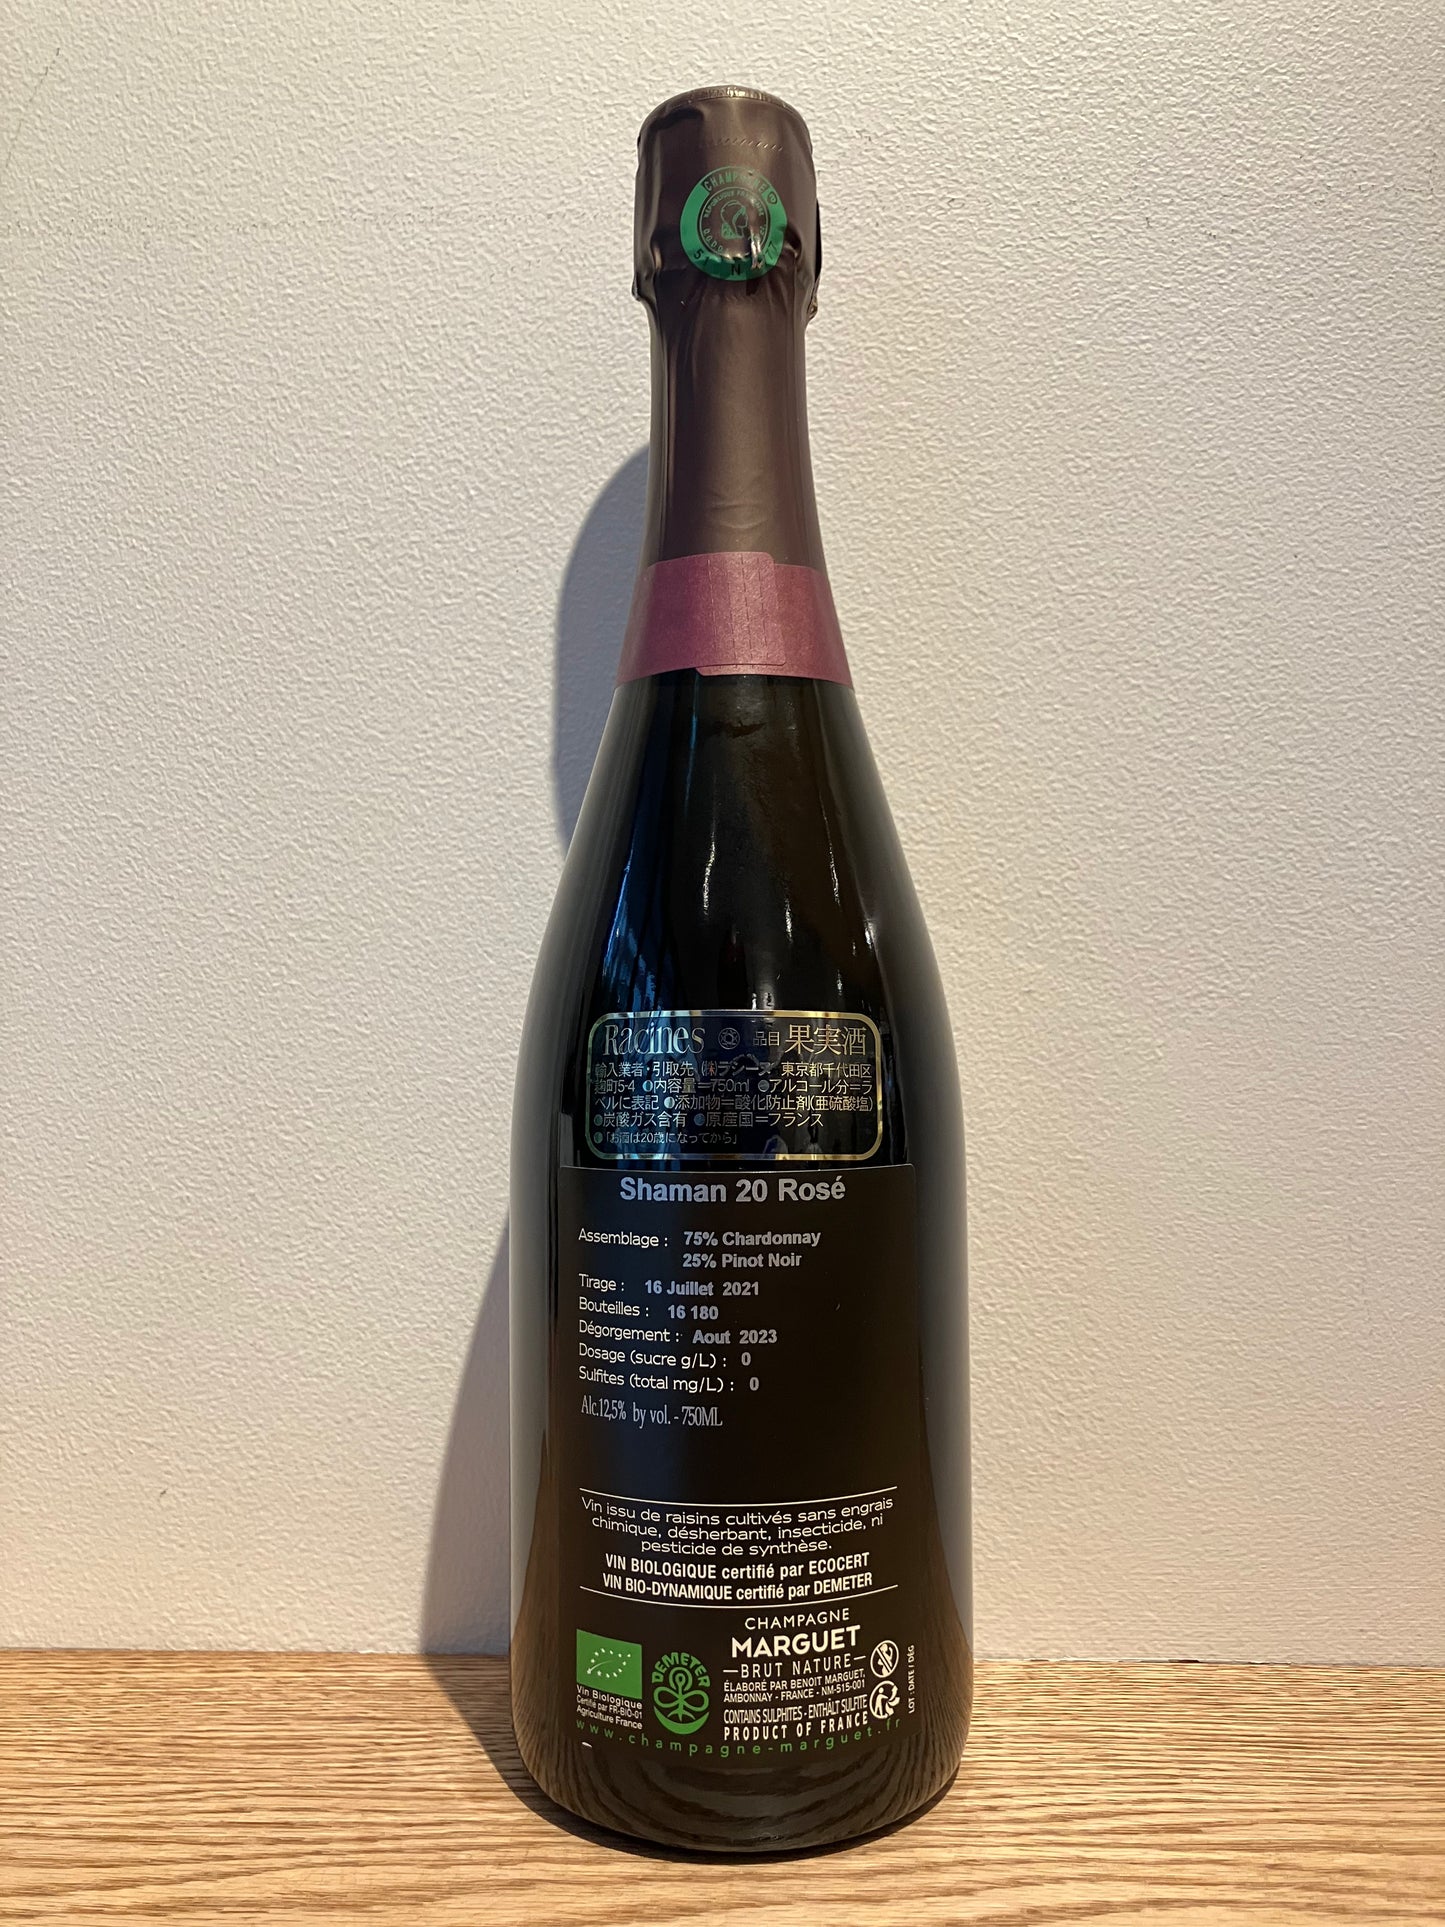 CHAMPAGNE
51 N
Racines 品目 果実酒
輸入業者・引取先 (株)ラシーヌ 東京都千代田区
麹町5-4 ●内容量=750ml ●アルコール分=ラ
ベルに表記 ●添加物=酸化防止剤(亜硫酸塩)
●炭酸ガス含有 ●原産国=フランス
●「お酒は20歳になってから」
Shaman 20 Rosé
Assemblage : 75% Chardonnay
25% Pinot Noir
Tirage : 16 Juillet 2021
Bouteilles : 16 180
Dégorgement : Aout 2023
Dosage (sucre g/L) : 0
Sulfites (total mg/L) : 0
Alc.12,5% by vol. - 750ML
Vin issu de raisins cultivés sans engrais
chimique, désherbant, insecticide, ni
pesticide de synthèse.
VIN BIOLOGIQUE certifié par ECOCERT
VIN BIO-DYNAMIQUE certifié par DEMETER
CHAMPAGNE
MARGUET
—BRUT NATURE—
ÉLABORÉ PAR BENOIT MARGUET,
AMBONNAY - FRANCE - NM-515-001
CONTAINS SULPHITES - ENTHÄLT SULFITE
PRODUCT OF FRANCE
DEMETER
Vin Biologique
Certifié par FR-BIO-01
Agriculture France
www.champagne-marguet.fr
LOT : DATE / DÉG